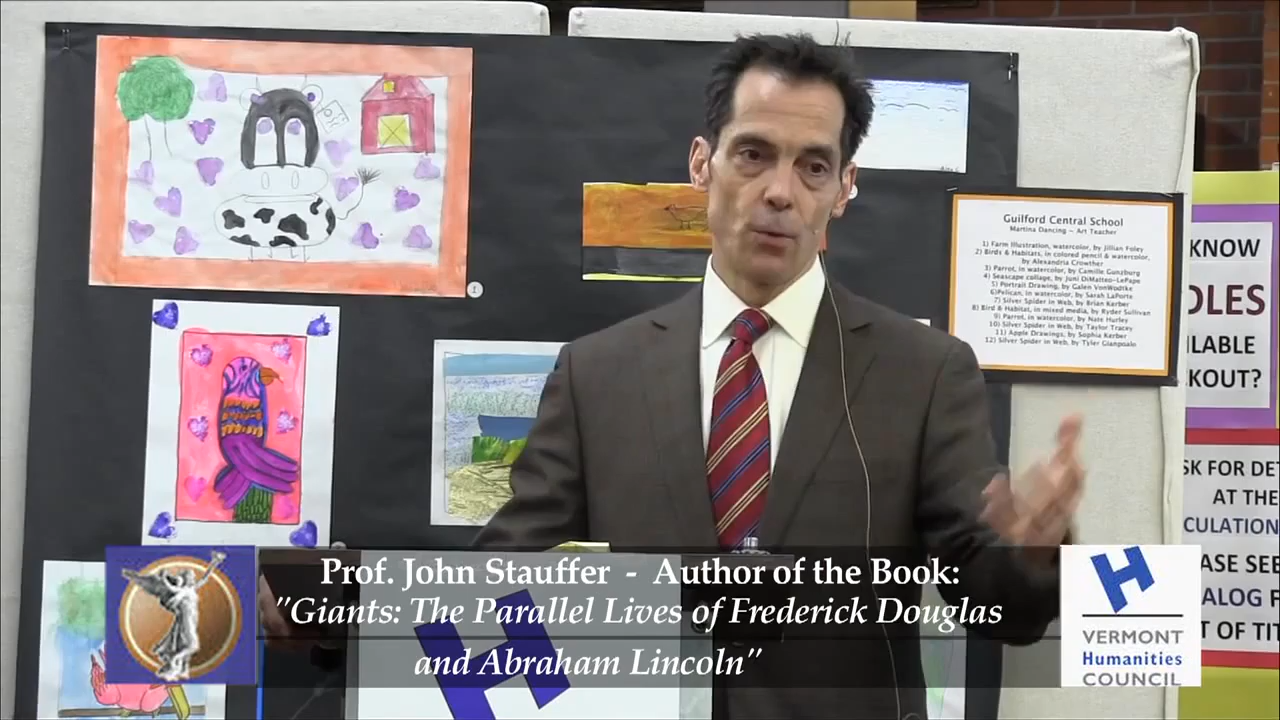 Guilford Central School
Martina Dancing ~ Art Teacher
1) Farm Illustration, watercolor, by Jillian Foley
2) Birds & Habitats, in colored pencil & watercolor,
by Alexandria Crowther
3) Parrot, in watercolor, by Camille Gunzburg
4) Seascape collage, by Juni DiMatteo-LePape
5) Portrait Drawing, by Galen VonWodtke
6)Pelican, in watercolor, by Sarah LaPorte
7) Silver Spider in Web, by Brian Kerber
8) Bird & Habitat, in mixed media, by Ryder Sullivan
9) Parrot, in watercolor, by Nate Hurley
10) Silver Spider in Web, by Taylor Tracey
11) Apple Drawings, by Sophia Kerber
12) Silver Spider in Web, by Tyler Gianpoalo
KNOW
OLES
ILABLE
KOUT?
SK FOR DE
AT THE
CULATION
ASE SEE
ALOG F
T OF TIT
1
Prof. John Stauffer - Author of the Book:
"Giants: The Parallel Lives of Frederick Douglas
and Abraham Lincoln"
H
VERMONT
Humanities
COUNCIL